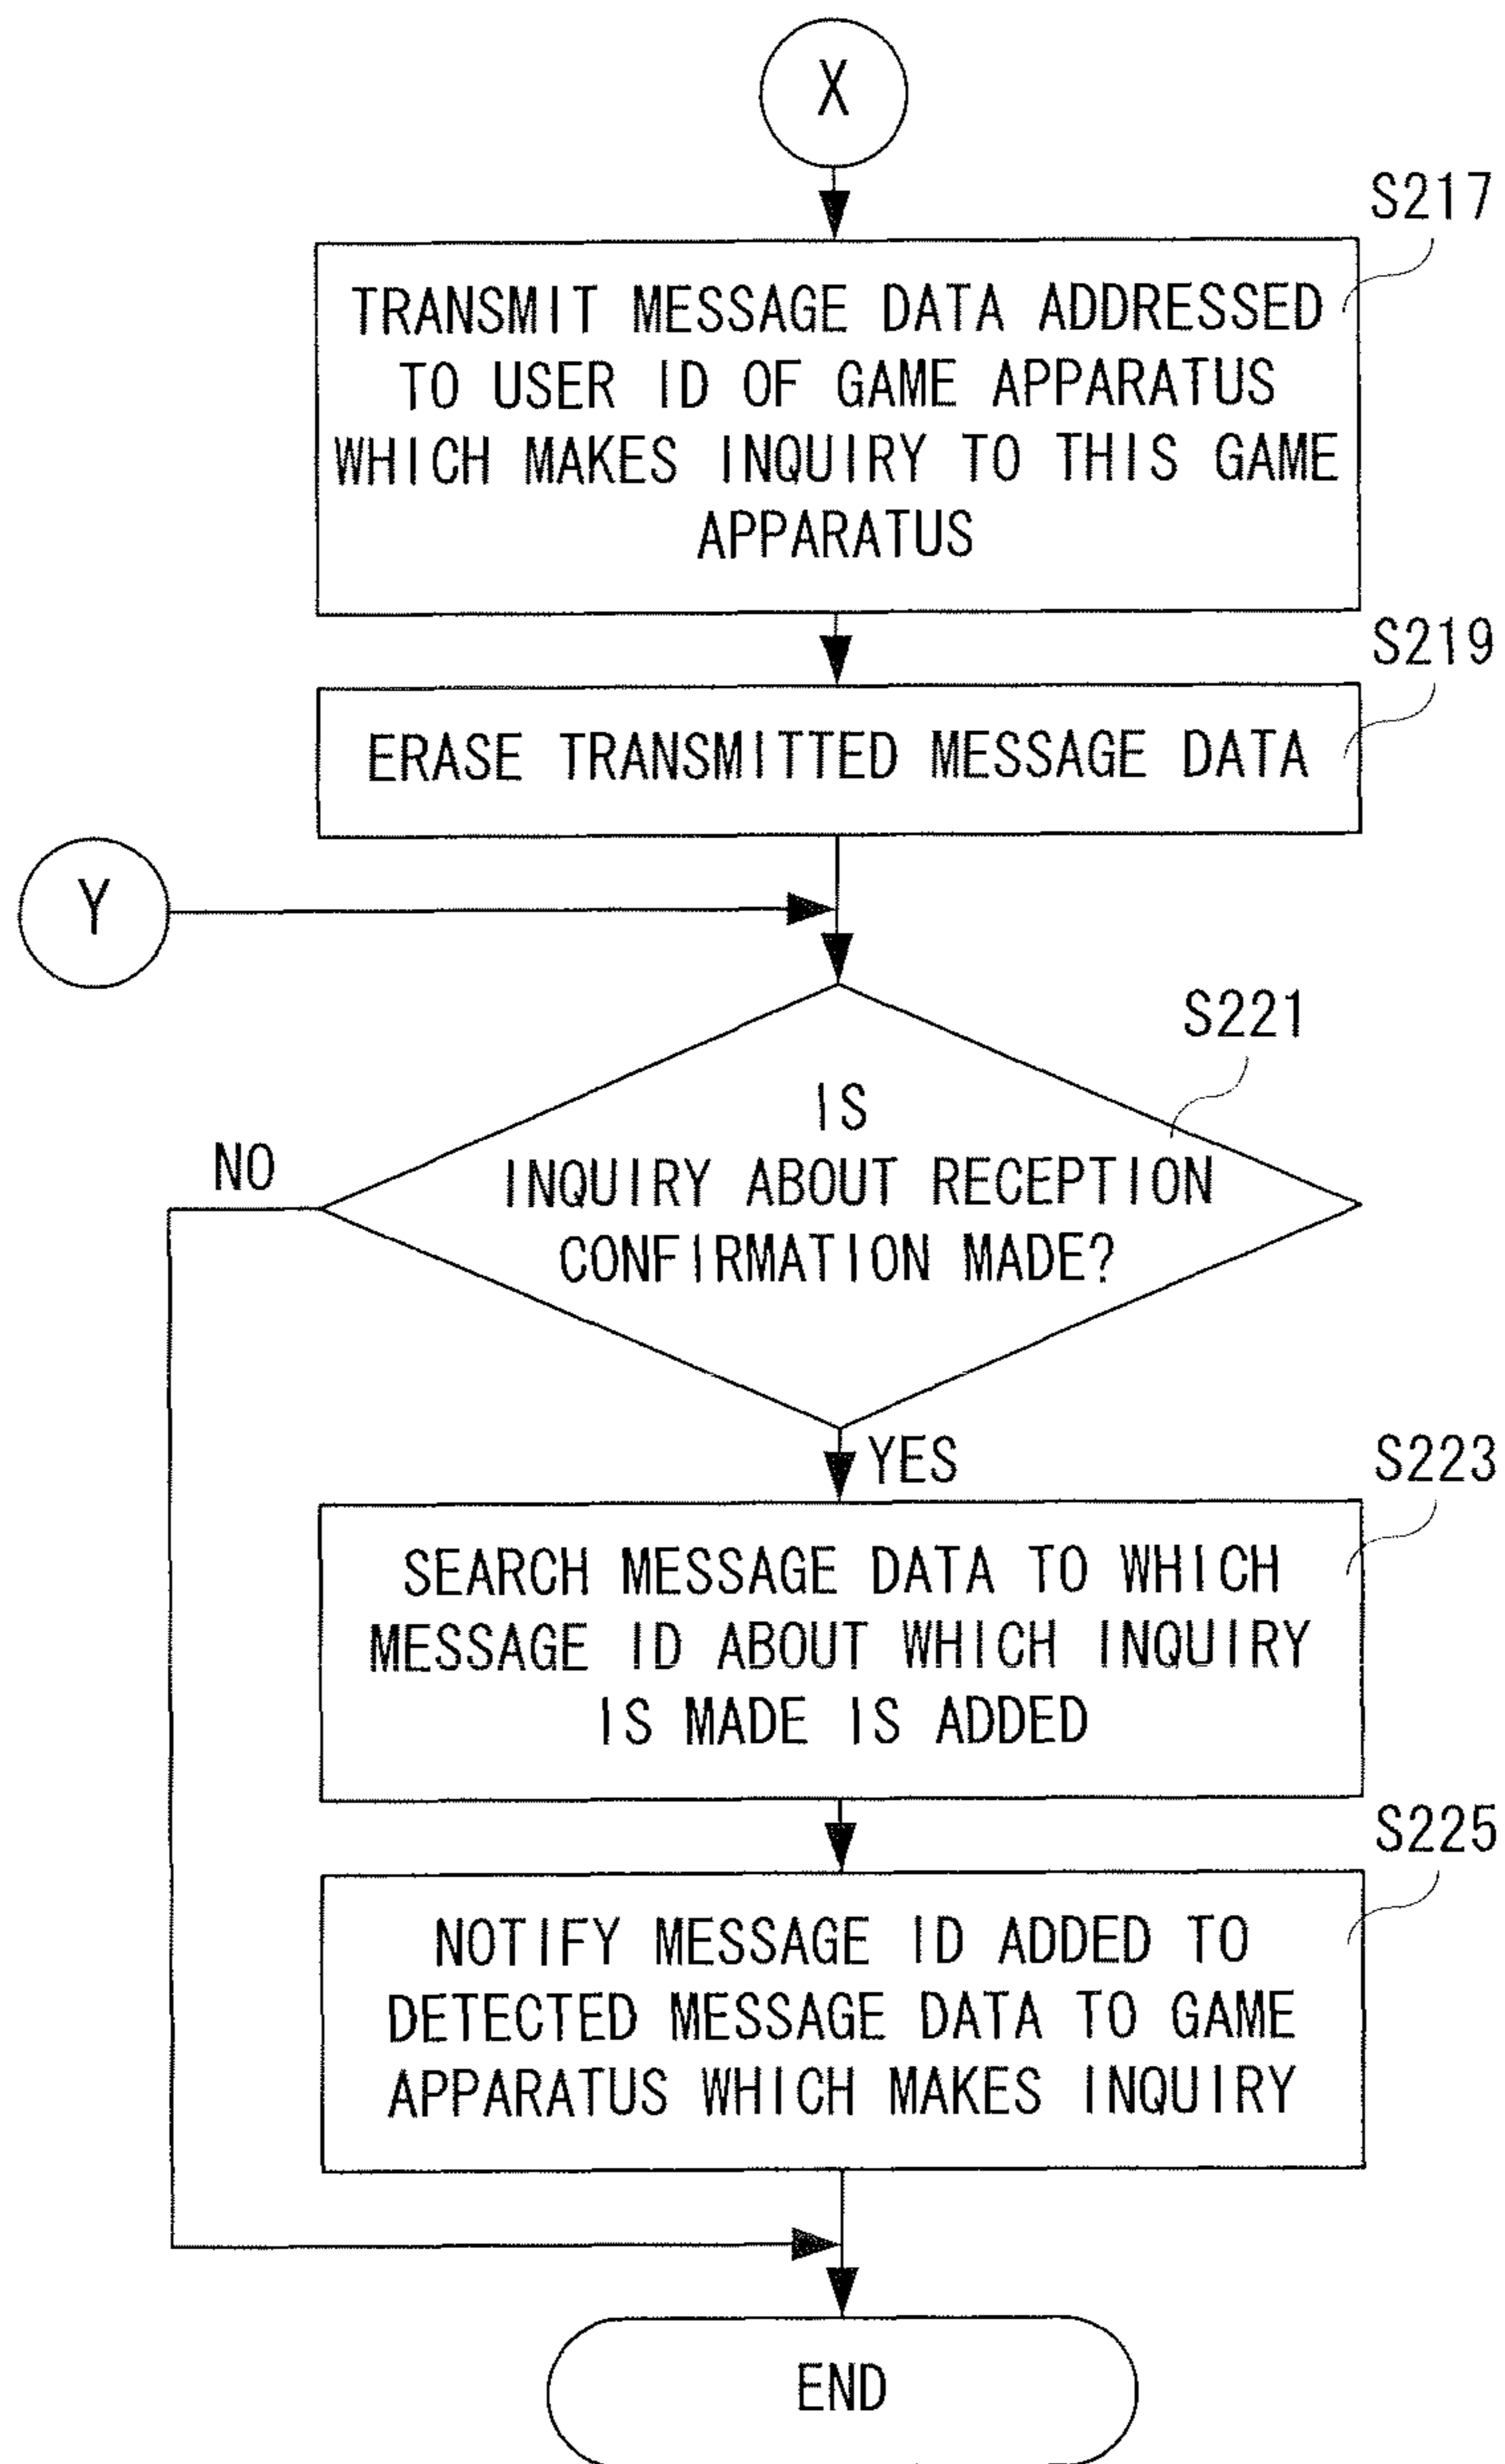 X
S217
TRANSMIT MESSAGE DATA ADDRESSED
TO USER ID OF GAME APPARATUS
WHICH MAKES INQUIRY TO THIS GAME
APPARATUS
S219
ERASE TRANSMITTED MESSAGE DATA
Y
S221
IS
INQUIRY ABOUT RECEPTION
CONFIRMATION MADE?
NO
YES
S223
SEARCH MESSAGE DATA TO WHICH
MESSAGE ID ABOUT WHICH INQUIRY
IS MADE IS ADDED
S225
NOTIFY MESSAGE ID ADDED TO
DETECTED MESSAGE DATA TO GAME
APPARATUS WHICH MAKES INQUIRY
END